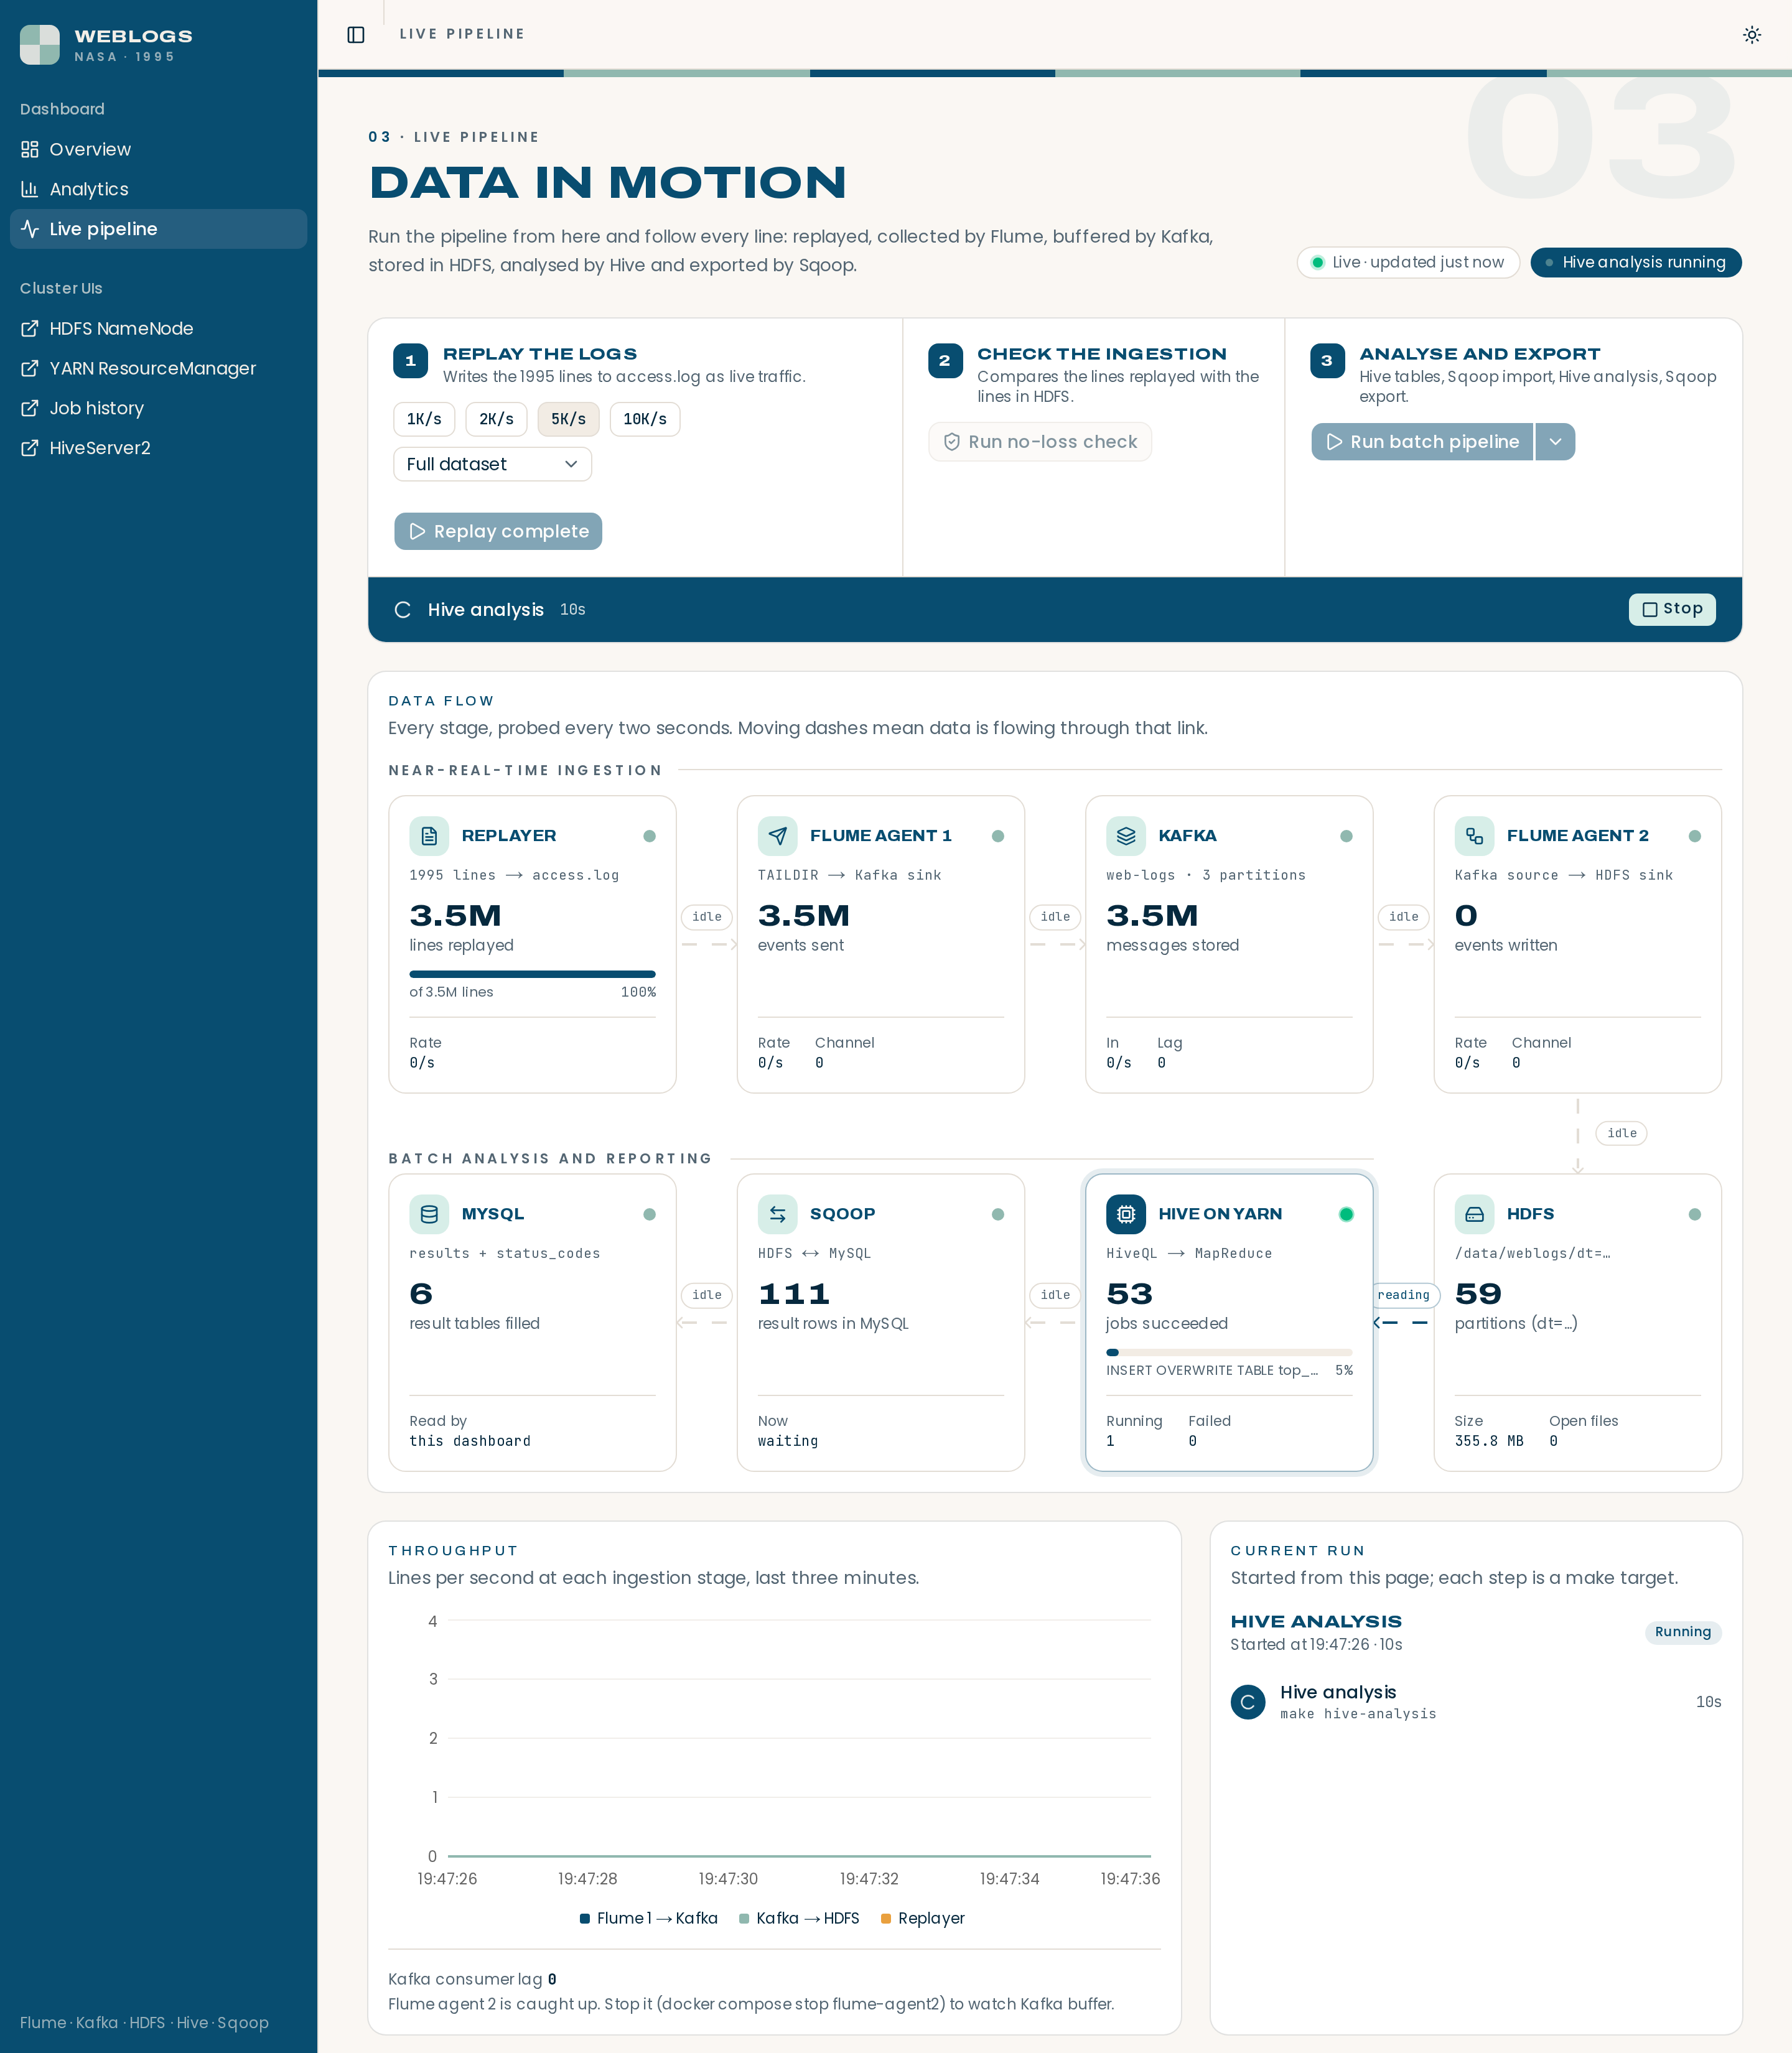 WEBLOGS
NASA · 1995
Dashboard
Overview
Analytics
Live pipeline
Cluster UIs
HDFS NameNode
YARN ResourceManager
Job history
HiveServer2
Flume · Kafka · HDFS · Hive · Sqoop
LIVE PIPELINE
03
03 · LIVE PIPELINE
DATA IN MOTION
Run the pipeline from here and follow every line: replayed, collected by Flume, buffered by Kafka,
stored in HDFS, analysed by Hive and exported by Sqoop.
Live · updated just now
Hive analysis running
1
REPLAY THE LOGS
Writes the 1995 lines to access.log as live traffic.
1K/s 2K/s 5K/s 10K/s
Full dataset
Replay complete
2
CHECK THE INGESTION
Compares the lines replayed with the
lines in HDFS.
Run no-loss check
3
ANALYSE AND EXPORT
Hive tables, Sqoop import, Hive analysis, Sqoop
export.
Run batch pipeline
Hive analysis 10s
Stop
DATA FLOW
Every stage, probed every two seconds. Moving dashes mean data is flowing through that link.
NEAR-REAL-TIME INGESTION
REPLAYER
1995 lines → access.log
3.5M
lines replayed
of 3.5M lines 100%
Rate
0/s
idle
FLUME AGENT 1
TAILDIR → Kafka sink
3.5M
events sent
Rate Channel
0/s 0
idle
KAFKA
web-logs · 3 partitions
3.5M
messages stored
In Lag
0/s 0
idle
FLUME AGENT 2
Kafka source → HDFS sink
0
events written
Rate Channel
0/s 0
idle
BATCH ANALYSIS AND REPORTING
MYSQL
results + status_codes
6
result tables filled
Read by
this dashboard
idle
SQOOP
HDFS ↔ MySQL
111
result rows in MySQL
Now
waiting
idle
HIVE ON YARN
HiveQL → MapReduce
53
jobs succeeded
INSERT OVERWRITE TABLE top_… 5%
Running Failed
1 0
reading
HDFS
/data/weblogs/dt=…
59
partitions (dt=…)
Size Open files
355.8 MB 0
THROUGHPUT
Lines per second at each ingestion stage, last three minutes.
4
3
2
1
0
19:47:26 19:47:28 19:47:30 19:47:32 19:47:34 19:47:36
Flume 1 → Kafka Kafka → HDFS Replayer
Kafka consumer lag 0
Flume agent 2 is caught up. Stop it (docker compose stop flume-agent2) to watch Kafka buffer.
CURRENT RUN
Started from this page; each step is a make target.
HIVE ANALYSIS
Started at 19:47:26 · 10s
Running
Hive analysis
make hive-analysis
10s